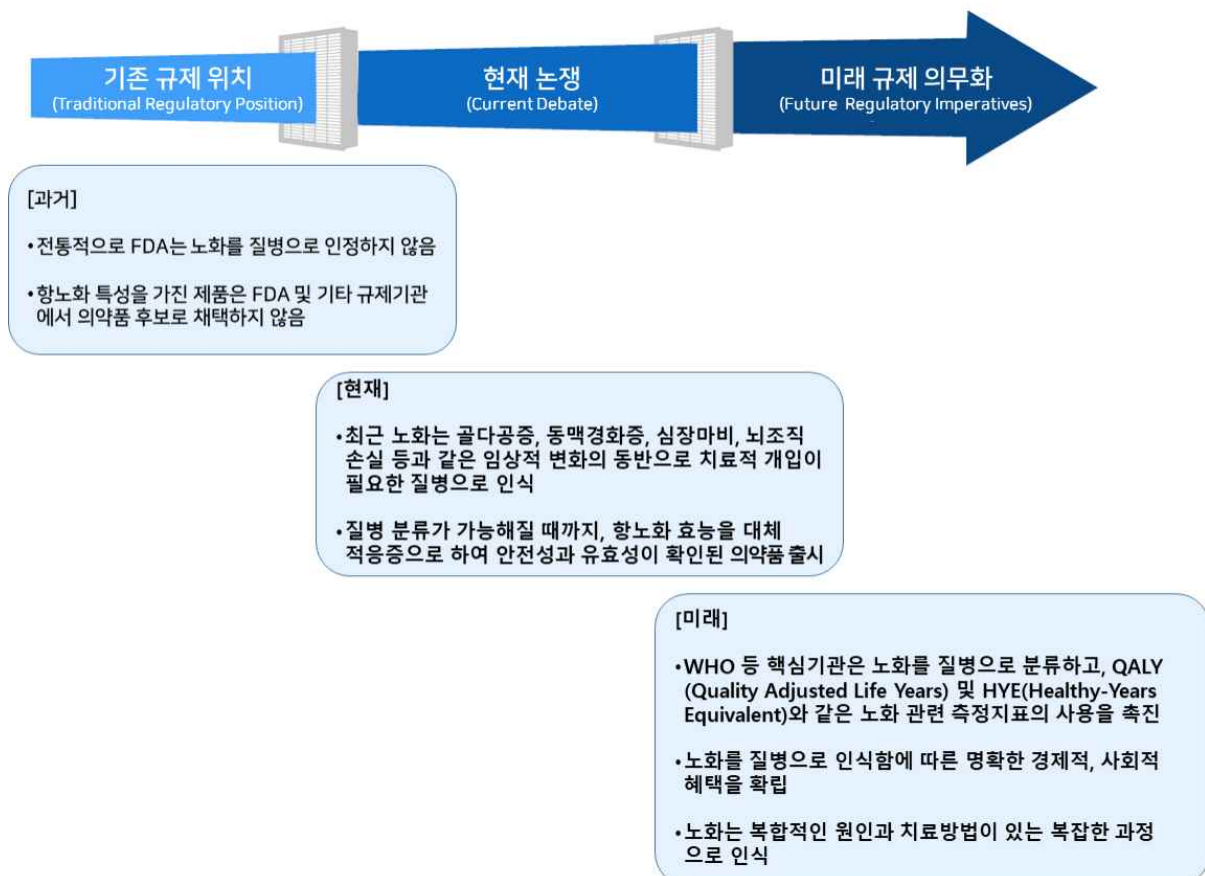 기존 규제 위치
(Traditional Regulatory Position)
현재 논쟁
(Current Debate)
미래 규제 의무화
(Future Regulatory Imperatives)
[과거]
•전통적으로 FDA는 노화를 질병으로 인정하지 않음
•항노화 특성을 가진 제품은 FDA 및 기타 규제기관
에서 의약품 후보로 채택하지 않음
[현재]
•최근 노화는 골다공증, 동맥경화증, 심장마비, 뇌조직
손실 등과 같은 임상적 변화의 동반으로 치료적 개입이
필요한 질병으로 인식
•질병 분류가 가능해질 때까지, 항노화 효능을 대체
적응증으로 하여 안전성과 유효성이 확인된 의약품 출시
[미래]
•WHO 등 핵심기관은 노화를 질병으로 분류하고, QALY
(Quality Adjusted Life Years) 및 HYE(Healthy-Years
Equivalent)와 같은 노화 관련 측정지표의 사용을 촉진
•노화를 질병으로 인식함에 따른 명확한 경제적, 사회적
혜택을 확립
•노화는 복합적인 원인과 치료방법이 있는 복잡한 과정
으로 인식